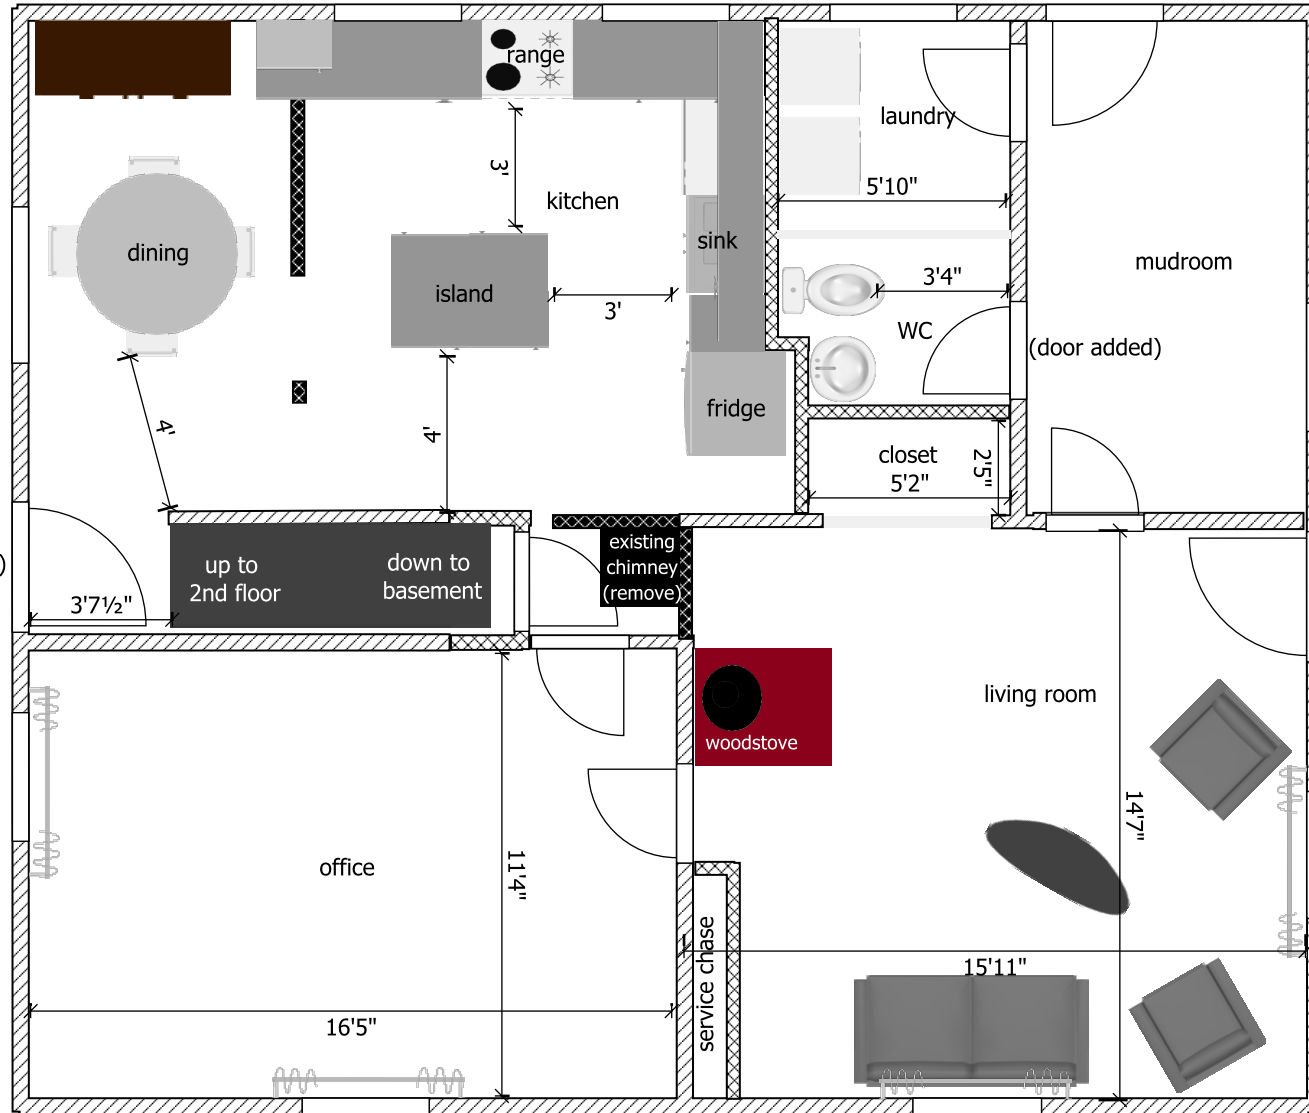 range
laundry
3'
5'10"
kitchen
dining
sink
mudroom
island
3'4"
3'
WC
(door added)
fridge
4'
4'
closet
2'5"
5'2"
existing
chimney
(remove)
up to
2nd floor
down to
basement
)
3'7½"
living room
woodstove
14'7"
office
11'4"
service chase
15'11"
16'5"